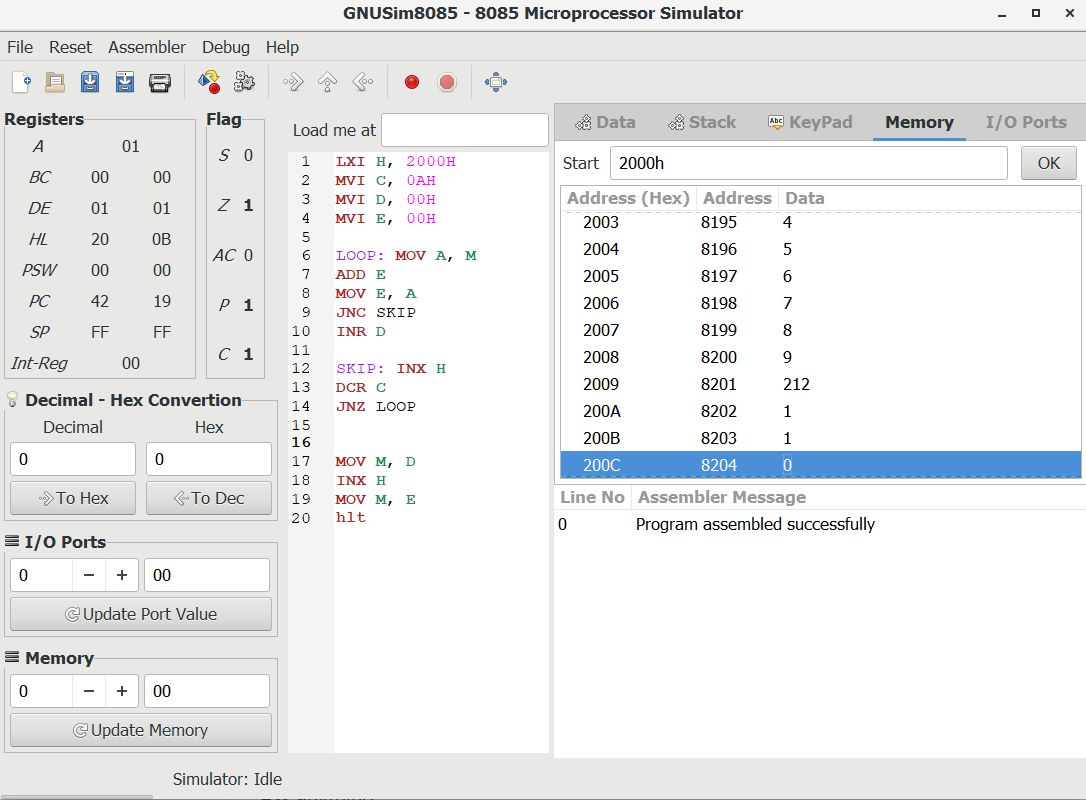 GNUSim8085 - 8085 Microprocessor Simulator
File Reset Assembler Debug Help
Registers
A 01
BC 00 00
DE 01 01
HL 20 0B
PSW 00 00
PC 42 19
SP FF FF
Int-Reg 00
Flag
S 0
Z 1
AC 0
P 1
C 1
Decimal - Hex Convertion
Decimal Hex
0 0
To Hex To Dec
I/O Ports
0 − + 00
Update Port Value
Memory
0 − + 00
Update Memory
Load me at
1 LXI H, 2000H
2 MVI C, 0AH
3 MVI D, 00H
4 MVI E, 00H
5
6 LOOP: MOV A, M
7 ADD E
8 MOV E, A
9 JNC SKIP
10 INR D
11
12 SKIP: INX H
13 DCR C
14 JNZ LOOP
15
16
17 MOV M, D
18 INX H
19 MOV M, E
20 hlt
Data Stack Abc KeyPad Memory I/O Ports
Start 2000h OK
Address (Hex) Address Data
2003 8195 4
2004 8196 5
2005 8197 6
2006 8198 7
2007 8199 8
2008 8200 9
2009 8201 212
200A 8202 1
200B 8203 1
200C 8204 0
Line No Assembler Message
0 Program assembled successfully
Simulator: Idle